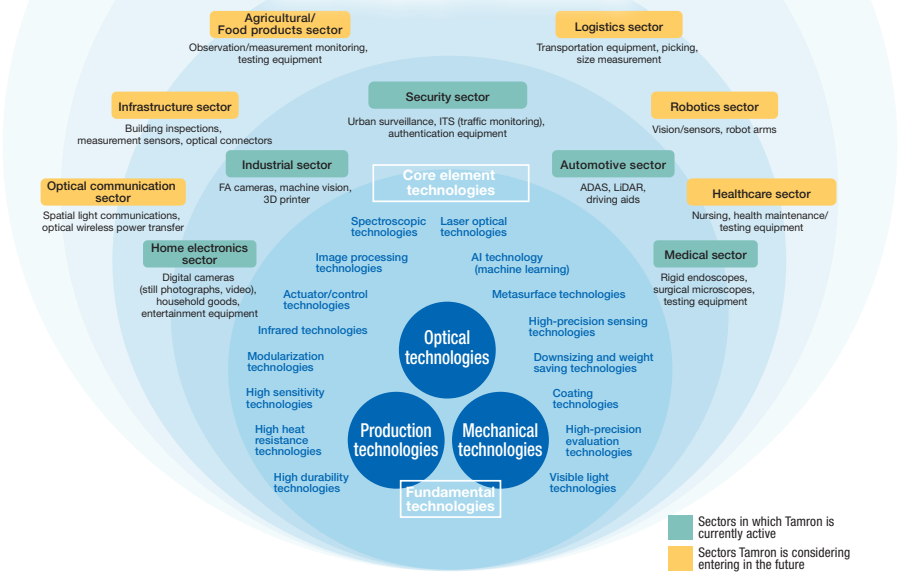 Agricultural/
Food products sector
Observation/measurement monitoring,
testing equipment
Logistics sector
Transportation equipment, picking,
size measurement
Infrastructure sector
Building inspections,
measurement sensors, optical connectors
Security sector
Urban surveillance, ITS (traffic monitoring),
authentication equipment
Robotics sector
Vision/sensors, robot arms
Industrial sector
FA cameras, machine vision,
3D printer
Automotive sector
ADAS, LiDAR,
driving aids
Optical communication
sector
Spatial light communications,
optical wireless power transfer
Healthcare sector
Nursing, health maintenance/
testing equipment
Home electronics
sector
Digital cameras
(still photographs, video),
household goods,
entertainment equipment
Medical sector
Rigid endoscopes,
surgical microscopes,
testing equipment
Core element
technologies
Spectroscopic
technologies
Laser optical
technologies
Image processing
technologies
AI technology
(machine learning)
Actuator/control
technologies
Metasurface technologies
Infrared technologies
High-precision sensing
technologies
Modularization
technologies
Downsizing and weight
saving technologies
High sensitivity
technologies
Coating
technologies
High heat
resistance
technologies
High-precision
evaluation
technologies
High durability
technologies
Visible light
technologies
Optical
technologies
Production
technologies
Mechanical
technologies
Fundamental
technologies
Sectors in which Tamron is
currently active
Sectors Tamron is considering
entering in the future